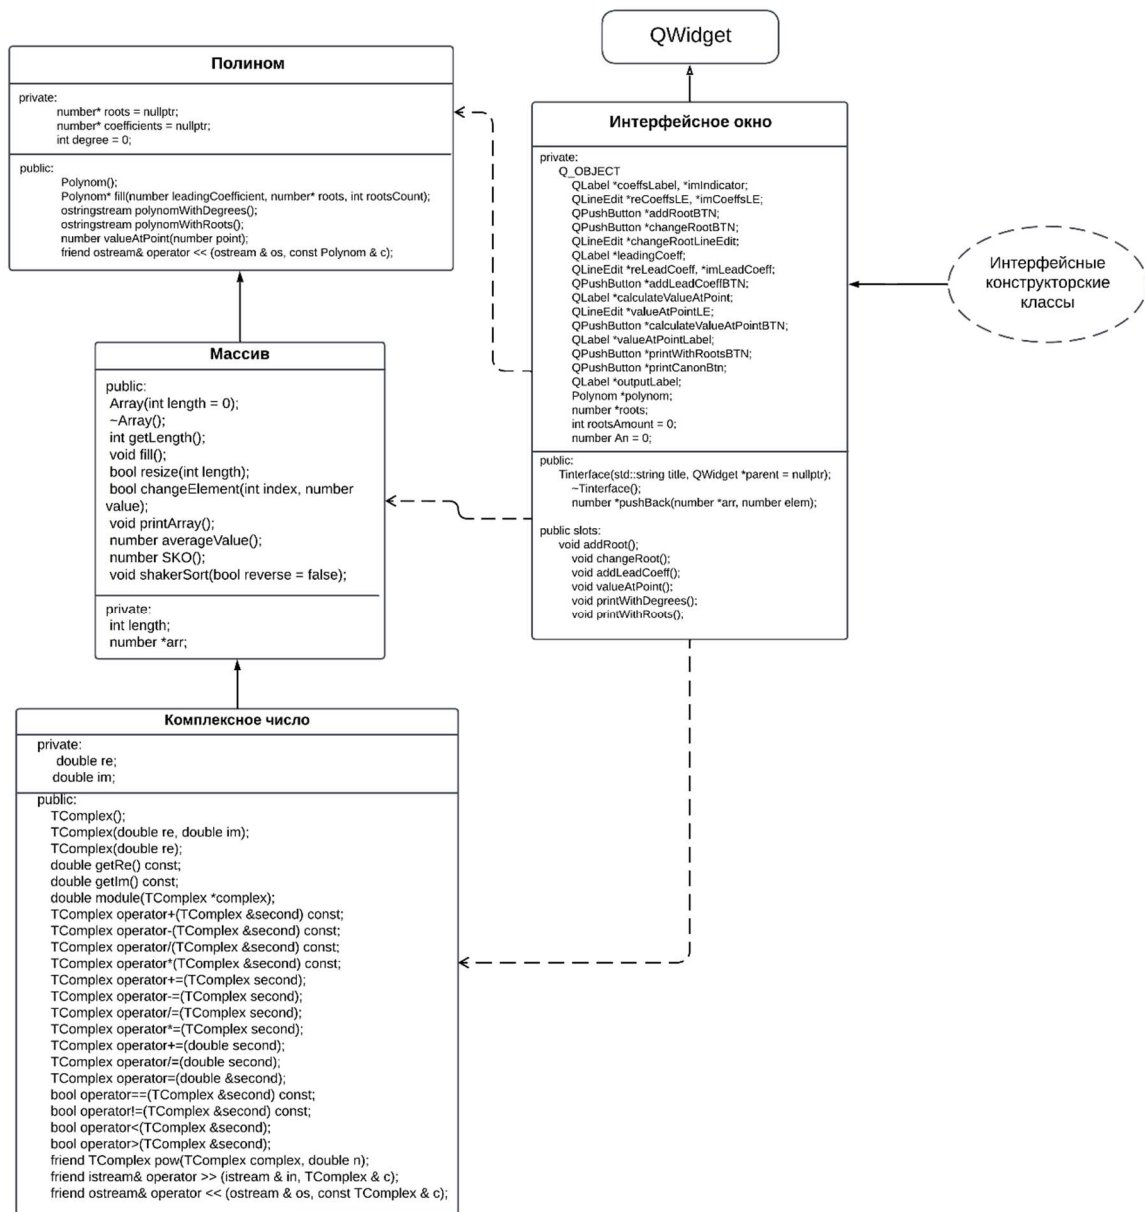 QWidget
Полином
private:
number* roots = nullptr;
number* coefficients = nullptr;
int degree = 0;
public:
Polynom();
Polynom* fill(number leadingCoefficient, number* roots, int rootsCount);
ostringstream polynomWithDegrees();
ostringstream polynomWithRoots();
number valueAtPoint(number point);
friend ostream& operator << (ostream & os, const Polynom & c);
Интерфейсное окно
private:
Q_OBJECT
QLabel *coeffsLabel, *imIndicator;
QLineEdit *reCoeffsLE, *imCoeffsLE;
QPushButton *addRootBTN;
QPushButton *changeRootBTN;
QLineEdit *changeRootLineEdit;
QLabel *leadingCoeff;
QLineEdit *reLeadCoeff, *imLeadCoeff;
QPushButton *addLeadCoeffBTN;
QLabel *calculateValueAtPoint;
QLineEdit *valueAtPointLE;
QPushButton *calculateValueAtPointBTN;
QLabel *valueAtPointLabel;
QPushButton *printWithRootsBTN;
QPushButton *printCanonBtn;
QLabel *outputLabel;
Polynom *polynom;
number *roots;
int rootsAmount = 0;
number An = 0;
public:
Tinterface(std::string title, QWidget *parent = nullptr);
~Tinterface();
number *pushBack(number *arr, number elem);
public slots:
void addRoot();
void changeRoot();
void addLeadCoeff();
void valueAtPoint();
void printWithDegrees();
void printWithRoots();
Интерфейсные
конструкторские
классы
Массив
public:
Array(int length = 0);
~Array();
int getLength();
void fill();
bool resize(int length);
bool changeElement(int index, number
value);
void printArray();
number averageValue();
number SKO();
void shakerSort(bool reverse = false);
private:
int length;
number *arr;
Комплексное число
private:
double re;
double im;
public:
TComplex();
TComplex(double re, double im);
TComplex(double re);
double getRe() const;
double getIm() const;
double module(TComplex *complex);
TComplex operator+(TComplex &second) const;
TComplex operator-(TComplex &second) const;
TComplex operator/(TComplex &second) const;
TComplex operator*(TComplex &second) const;
TComplex operator+=(TComplex second);
TComplex operator-=(TComplex second);
TComplex operator/=(TComplex second);
TComplex operator*=(TComplex second);
TComplex operator+=(double second);
TComplex operator/=(double second);
TComplex operator=(double &second);
bool operator==(TComplex &second) const;
bool operator!=(TComplex &second) const;
bool operator<(TComplex &second);
bool operator>(TComplex &second);
friend TComplex pow(TComplex complex, double n);
friend istream& operator >> (istream & in, TComplex & c);
friend ostream& operator << (ostream & os, const TComplex & c);